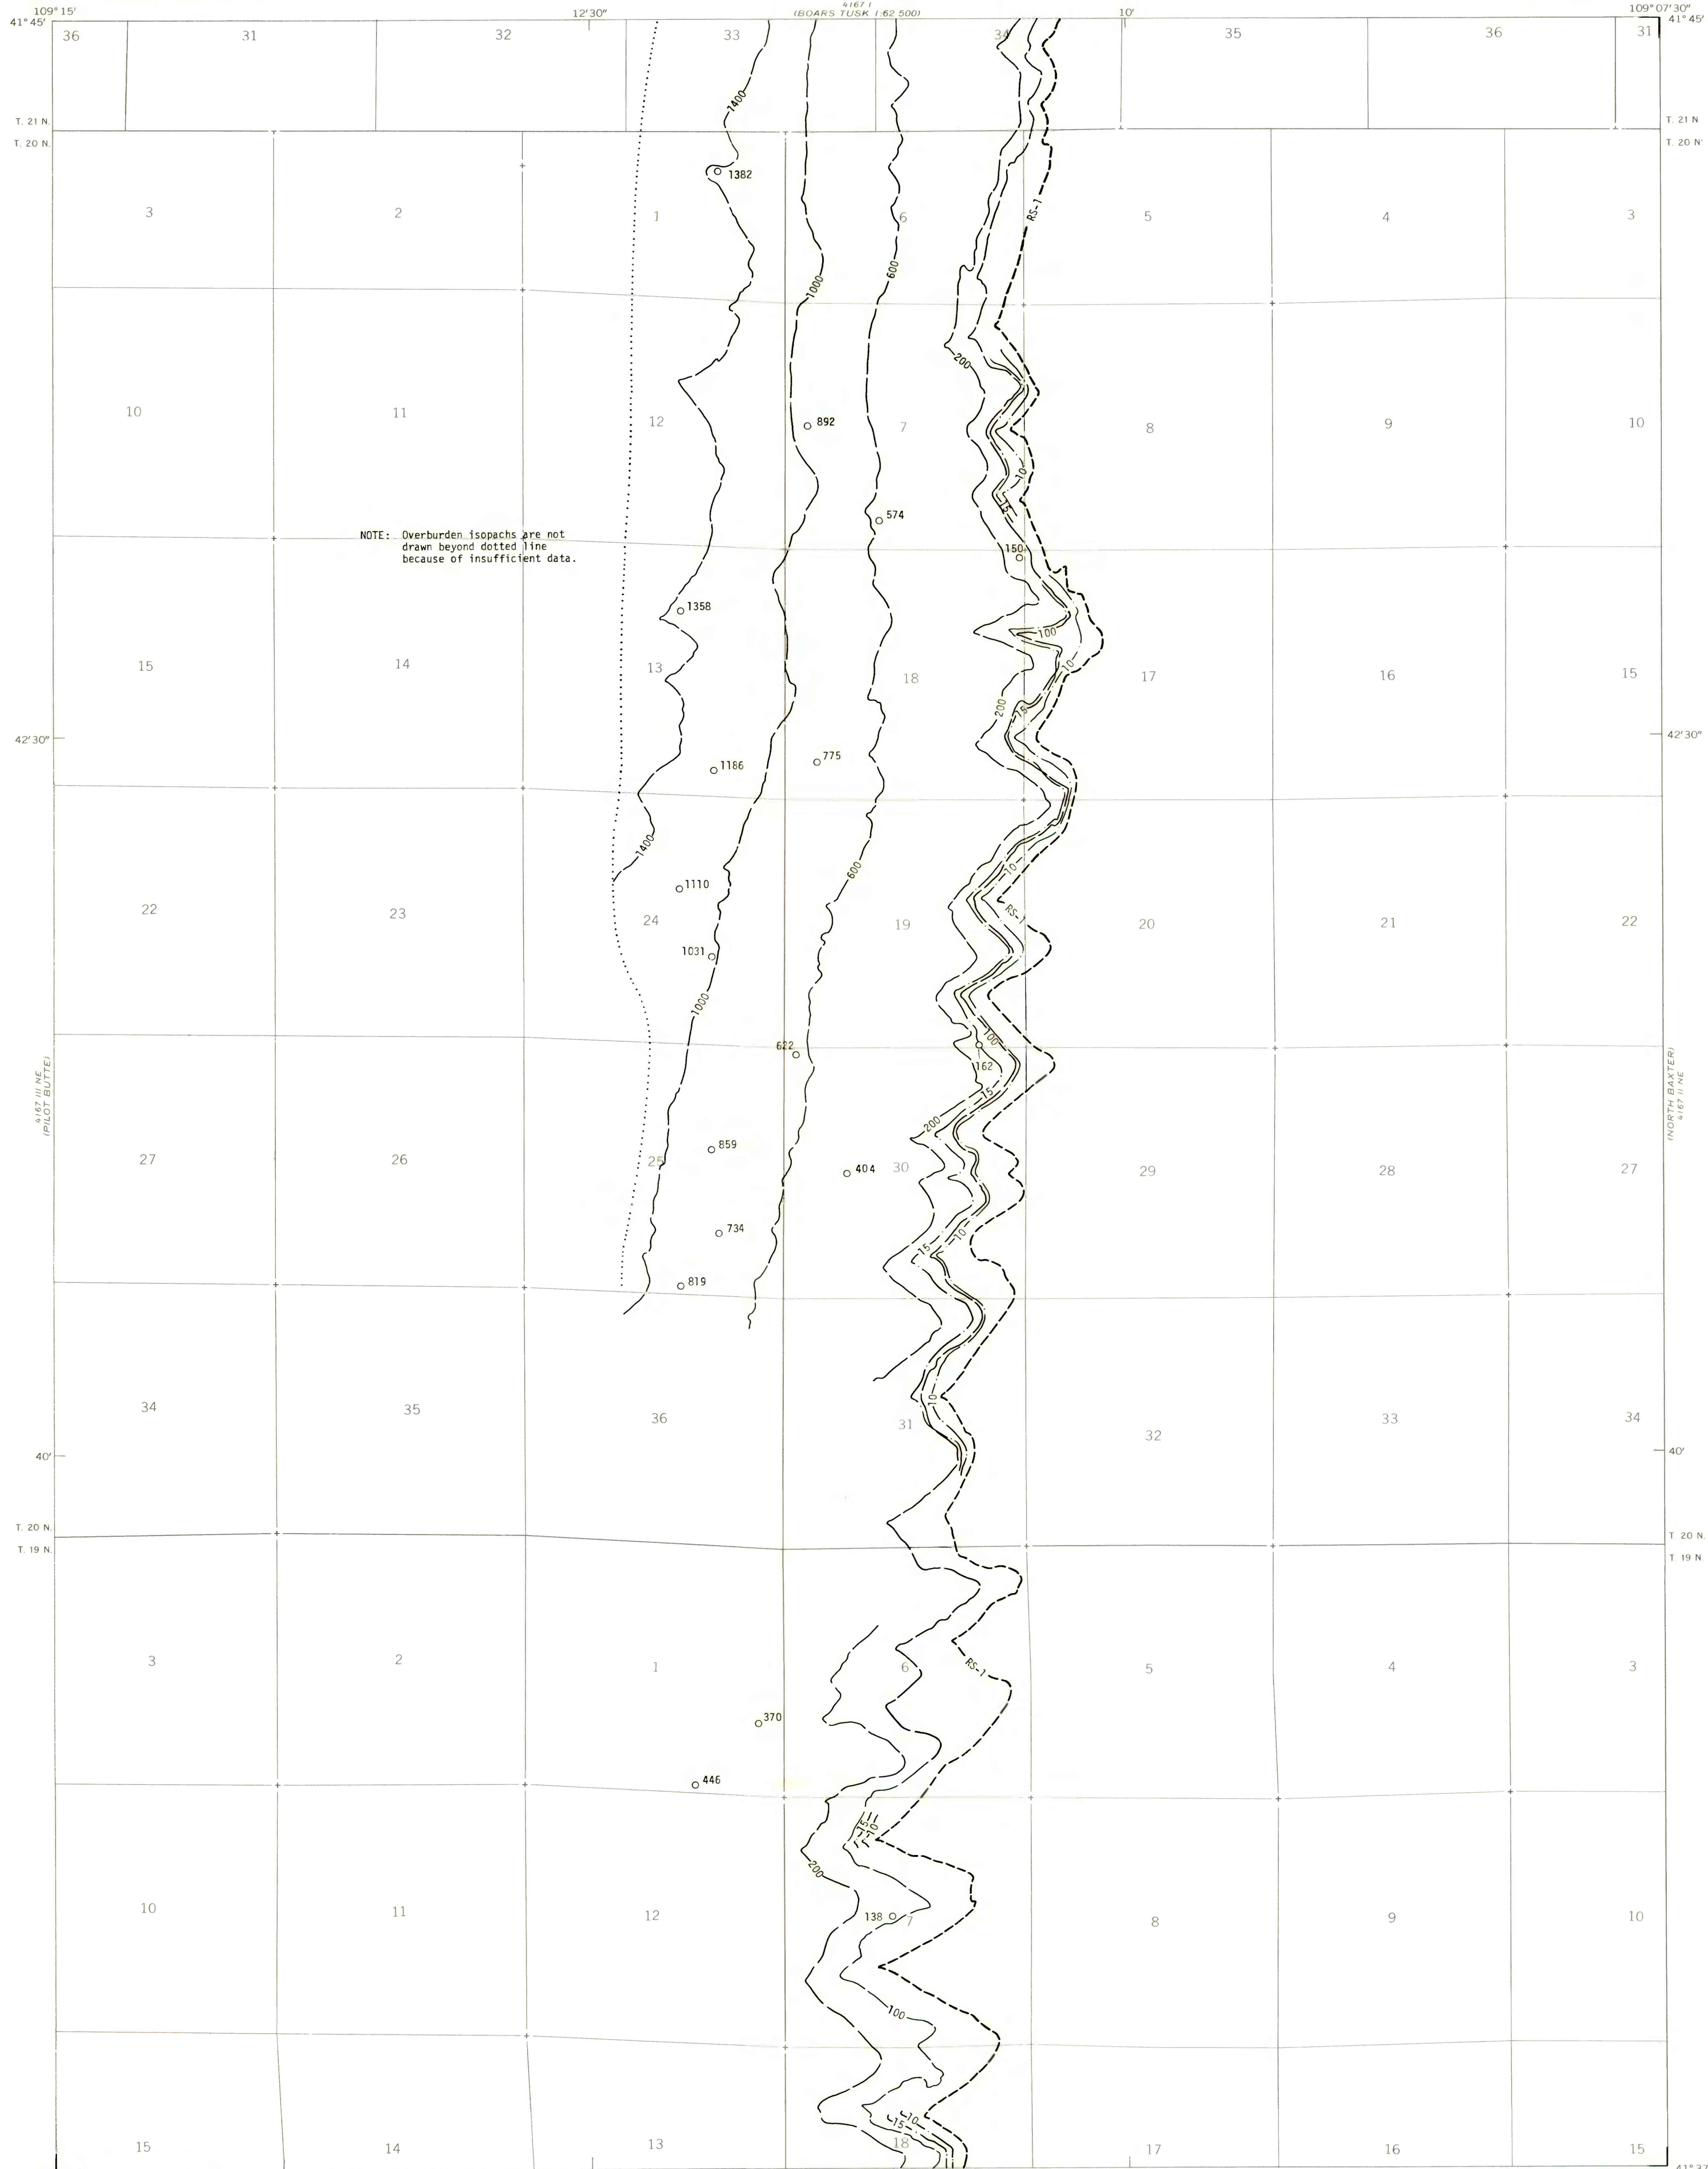 4167 I
109° 15' 12'30" (BOARS TUSK 1:62 500) 10' 109° 07'30"
41° 45' 41° 45'
36 31 32 33 34 35 36 31
1400
T. 21 N. T. 21 N
T. 20 N. T. 20 N'
1382
3 2 1 6 RS-1 5 4 3
600
1000
200
10 11 12 892 7 8 9 10
10
15
574
NOTE: Overburden isopachs are not
drawn beyond dotted line
because of insufficient data.
150
1358
100
15 14 13 18 10 17 16 15
200 15
42'30" 42'30"
1186 775
1400
600 10
1110
22 23 24 19 RS-1 20 21 22
1031
1000
622 100
162
15
4167 III NE
(PILOT BUTTE)
(NORTH BAXTER)
4167 II NE
200
859
27 26 25 404 30 29 28 27
734
15 10
819
10
34 35 36 31 32 33 34
40' 40'
T. 20 N. T. 20 N.
T. 19 N. T. 19 N.
3 2 1 6 RS-1 5 4 3
370
446
15 10
200
10 11 12 138 7 8 9 10
100
10
15
15 14 13 18 17 16 15